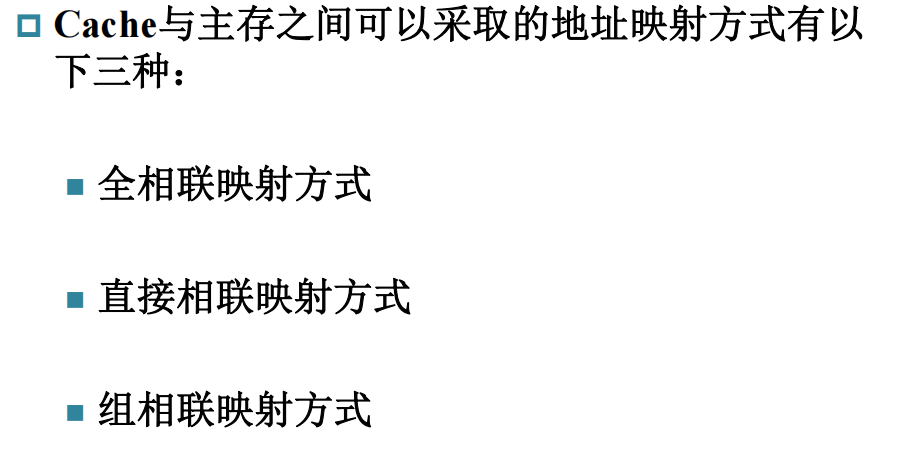 Cache与主存之间可以采取的地址映射方式有以
下三种：
全相联映射方式
直接相联映射方式
组相联映射方式